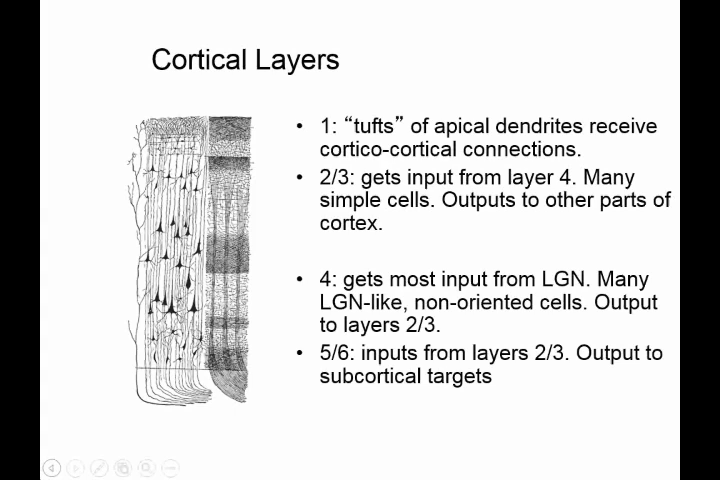 Cortical Layers
• 1: “tufts” of apical dendrites receive
cortico-cortical connections.
• 2/3: gets input from layer 4. Many
simple cells. Outputs to other parts of
cortex.
4: gets most input from LGN. Many
LGN-like, non-oriented cells. Output
to layers 2/3.
• 5/6: inputs from layers 2/3. Output to
subcortical targets